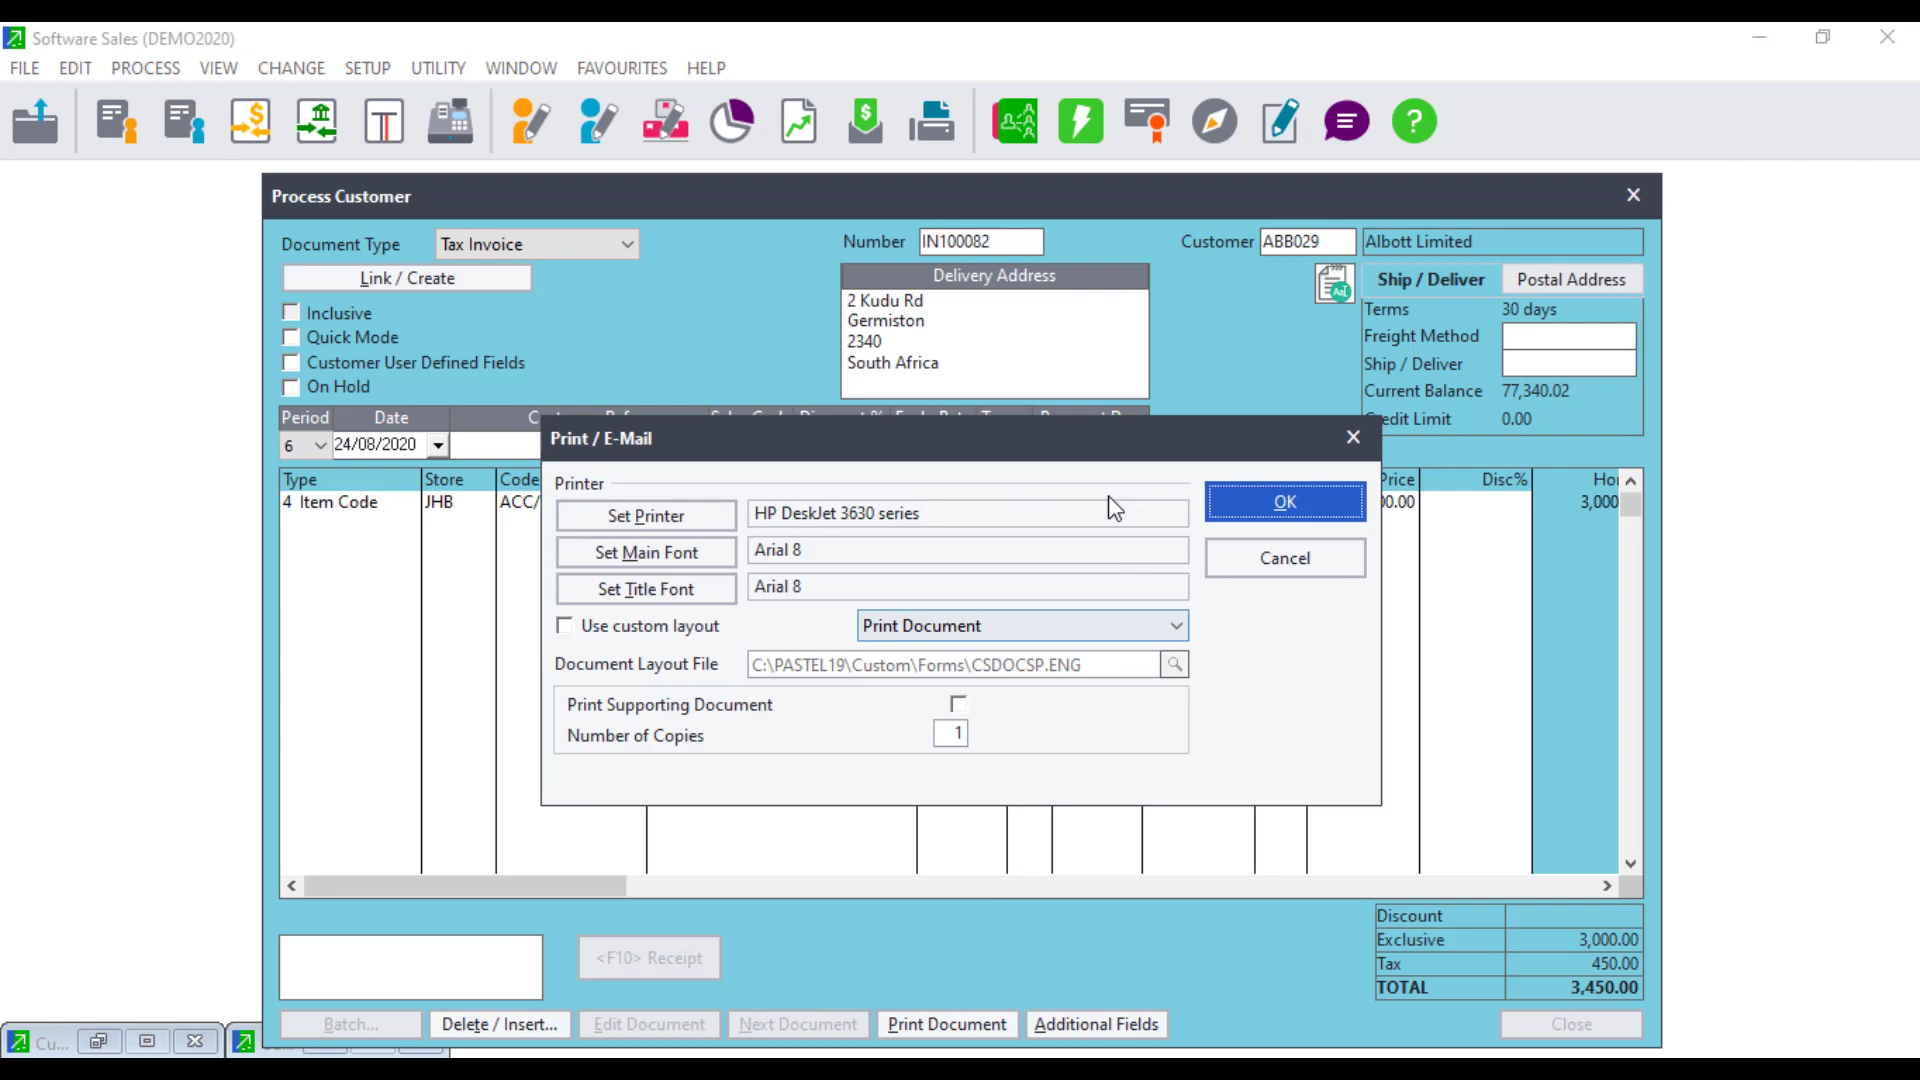 Software Sales (DEMO2020)
FILE EDIT PROCESS VIEW CHANGE SETUP UTILITY WINDOW FAVOURITES HELP
Process Customer
Document Type Tax Invoice
Number IN100082
Customer ABB029 Albott Limited
Link / Create
Delivery Address
Ship / Deliver Postal Address
2 Kudu Rd
Germiston
2340
South Africa
Inclusive
Quick Mode
Customer User Defined Fields
On Hold
Terms 30 days
Freight Method
Ship / Deliver
Current Balance 77,340.02
edit Limit 0.00
Period Date
6 24/08/2020
Type Store Code Price Disc%
4 Item Code JHB ACC/ 00.00 3,000
Print / E-Mail
Printer
Set Printer HP DeskJet 3630 series
Set Main Font Arial 8
Set Title Font Arial 8
OK
Cancel
Use custom layout Print Document
Document Layout File C:\PASTEL19\Custom\Forms\CSDOCSP.ENG
Print Supporting Document
Number of Copies 1
<F10> Receipt
Discount
Exclusive 3,000.00
Tax 450.00
TOTAL 3,450.00
Batch... Delete / Insert... Edit Document Next Document Print Document Additional Fields Close
Cu...